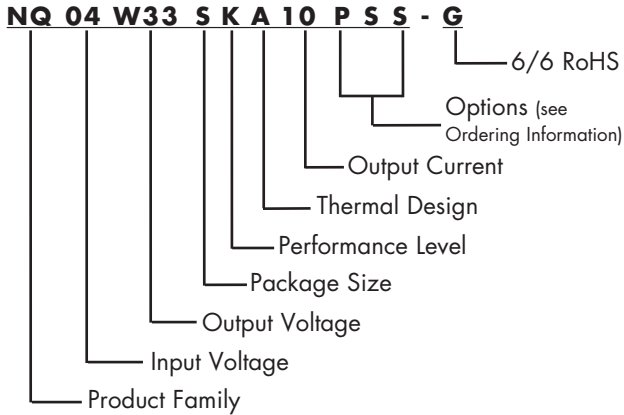 NQ 04 W33 S K A 10 P S S - G
6/6 RoHS
Options (see
Ordering Information)
Output Current
Thermal Design
Performance Level
Package Size
Output Voltage
Input Voltage
Product Family